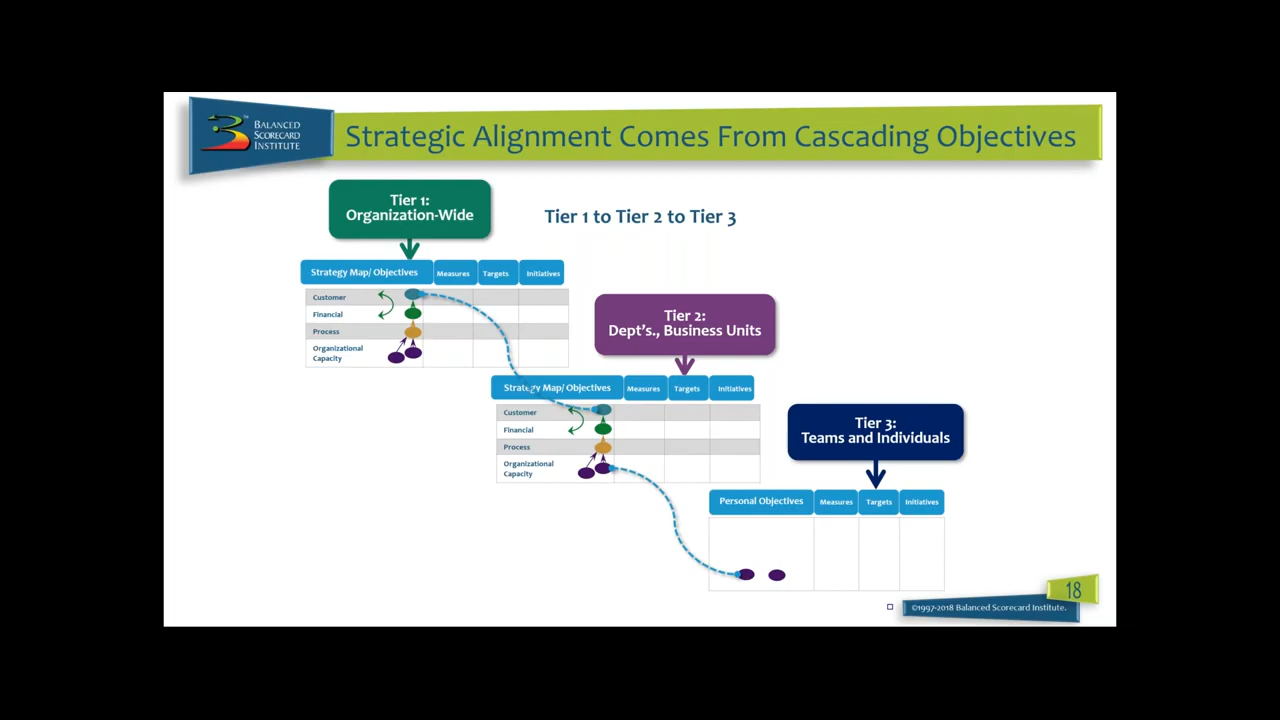 BALANCED
SCORECARD
INSTITUTE
Strategic Alignment Comes From Cascading Objectives
Tier 1:
Organization-Wide
Tier 1 to Tier 2 to Tier 3
Strategy Map/ Objectives Measures Targets Initiatives
Customer
Financial
Process
Organizational
Capacity
Tier 2:
Dept's., Business Units
Strategy Map/ Objectives Measures Targets Initiatives
Customer
Financial
Process
Organizational
Capacity
Tier 3:
Teams and Individuals
Personal Objectives Measures Targets Initiatives
18
©1997-2018 Balanced Scorecard Institute.